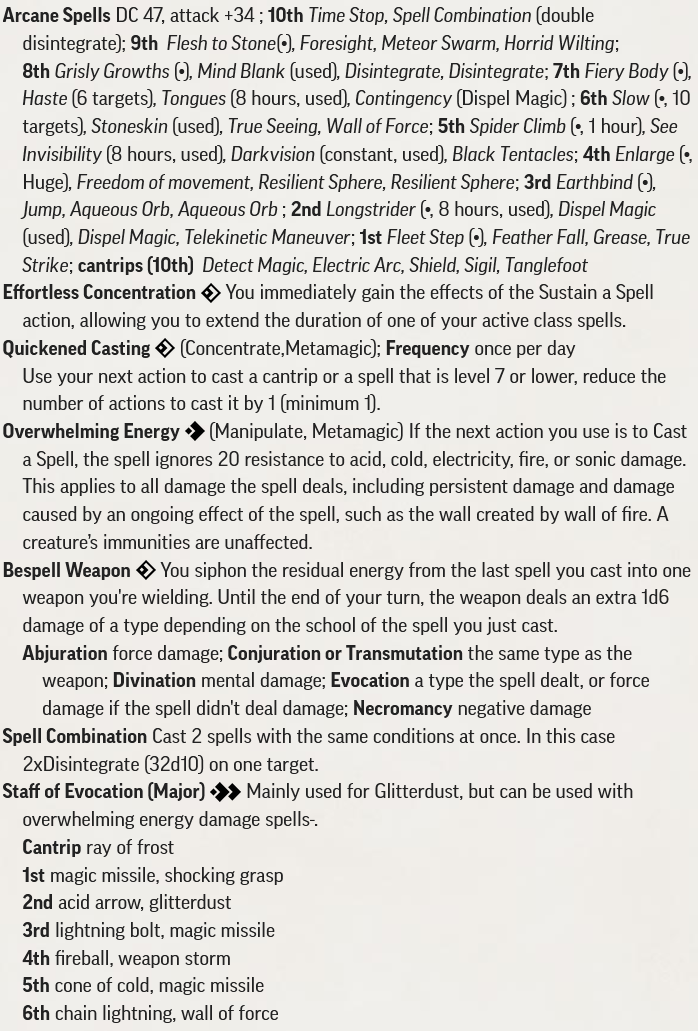 Arcane Spells DC 47, attack +34 ; 10th Time Stop, Spell Combination (double
disintegrate); 9th Flesh to Stone(•), Foresight, Meteor Swarm, Horrid Wilting;
8th Grisly Growths (•), Mind Blank (used), Disintegrate, Disintegrate; 7th Fiery Body (•),
Haste (6 targets), Tongues (8 hours, used), Contingency (Dispel Magic) ; 6th Slow (•, 10
targets), Stoneskin (used), True Seeing, Wall of Force; 5th Spider Climb (•, 1 hour), See
Invisibility (8 hours, used), Darkvision (constant, used), Black Tentacles; 4th Enlarge (•,
Huge), Freedom of movement, Resilient Sphere, Resilient Sphere; 3rd Earthbind (•),
Jump, Aqueous Orb, Aqueous Orb ; 2nd Longstrider (•, 8 hours, used), Dispel Magic
(used), Dispel Magic, Telekinetic Maneuver; 1st Fleet Step (•), Feather Fall, Grease, True
Strike; cantrips (10th) Detect Magic, Electric Arc, Shield, Sigil, Tanglefoot
Effortless Concentration You immediately gain the effects of the Sustain a Spell
action, allowing you to extend the duration of one of your active class spells.
Quickened Casting (Concentrate,Metamagic); Frequency once per day
Use your next action to cast a cantrip or a spell that is level 7 or lower, reduce the
number of actions to cast it by 1 (minimum 1).
Overwhelming Energy (Manipulate, Metamagic) If the next action you use is to Cast
a Spell, the spell ignores 20 resistance to acid, cold, electricity, fire, or sonic damage.
This applies to all damage the spell deals, including persistent damage and damage
caused by an ongoing effect of the spell, such as the wall created by wall of fire. A
creature's immunities are unaffected.
Bespell Weapon You siphon the residual energy from the last spell you cast into one
weapon you're wielding. Until the end of your turn, the weapon deals an extra 1d6
damage of a type depending on the school of the spell you just cast.
Abjuration force damage; Conjuration or Transmutation the same type as the
weapon; Divination mental damage; Evocation a type the spell dealt, or force
damage if the spell didn't deal damage; Necromancy negative damage
Spell Combination Cast 2 spells with the same conditions at once. In this case
2xDisintegrate (32d10) on one target.
Staff of Evocation (Major) Mainly used for Glitterdust, but can be used with
overwhelming energy damage spells-.
Cantrip ray of frost
1st magic missile, shocking grasp
2nd acid arrow, glitterdust
3rd lightning bolt, magic missile
4th fireball, weapon storm
5th cone of cold, magic missile
6th chain lightning, wall of force